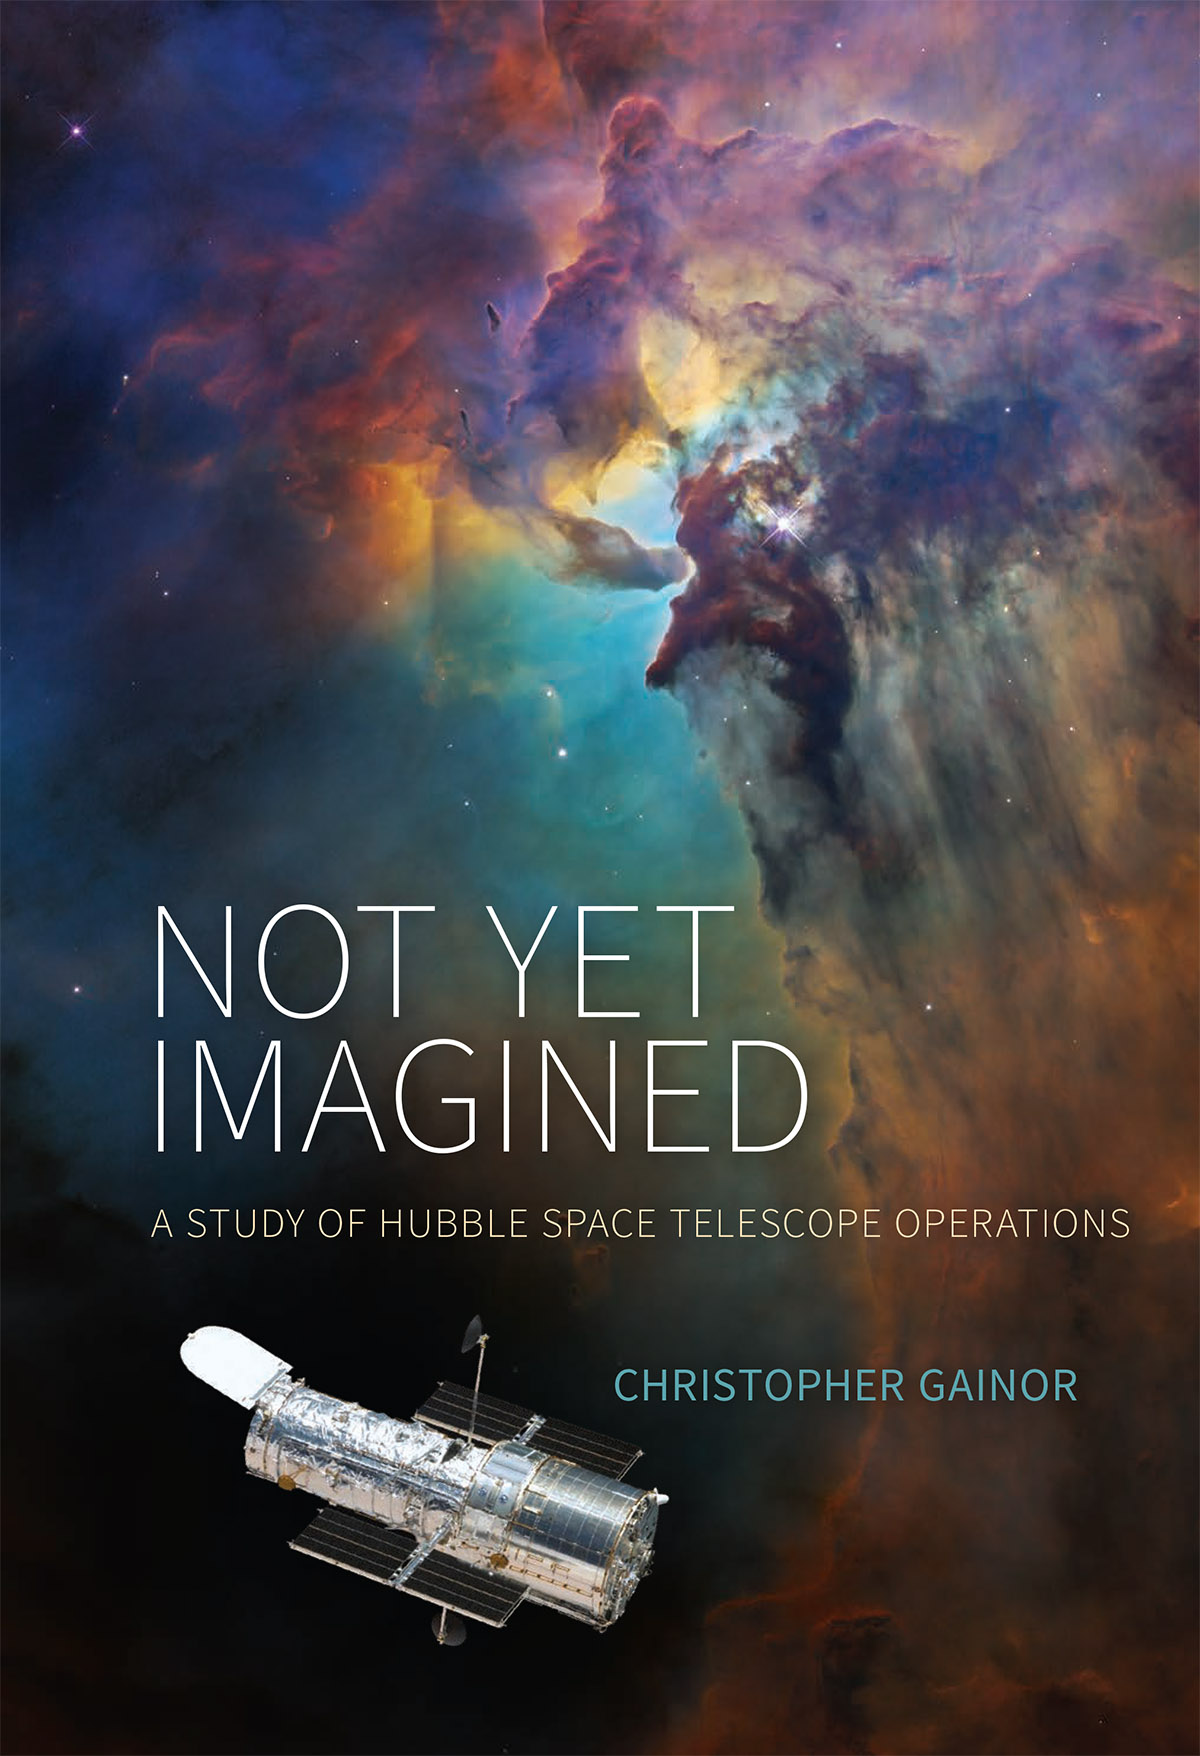 NOT YET
IMAGINED
A STUDY OF HUBBLE SPACE TELESCOPE OPERATIONS
CHRISTOPHER GAINOR